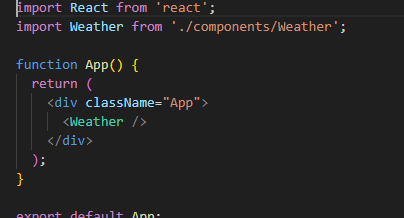 import React from 'react';
import Weather from './components/Weather';
function App() {
  return (
    <div className="App">
      <Weather />
    </div>
  );
}
export default App;